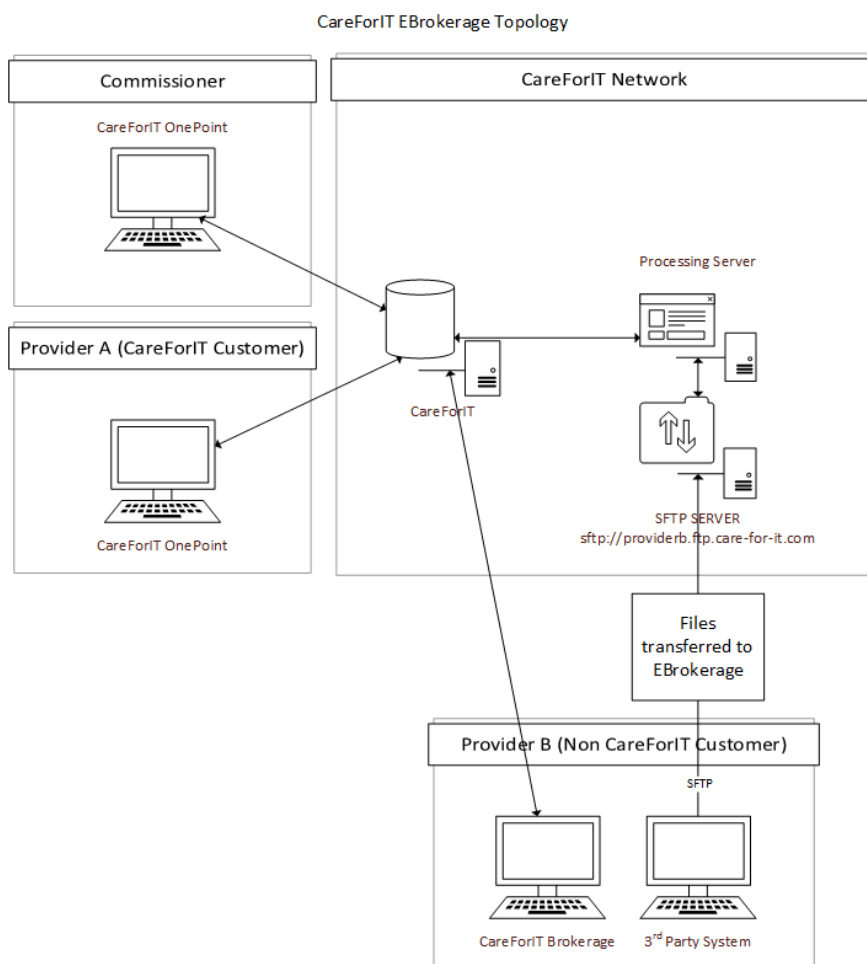 CareForIT EBrokerage Topology
Commissioner
CareForIT Network
CareForIT OnePoint
Processing Server
Provider A (CareForIT Customer)
CareForIT
CareForIT OnePoint
SFTP SERVER
sftp://providerb.ftp.care-for-it.com
Files
transferred to
EBrokerage
Provider B (Non CareForIT Customer)
SFTP
CareForIT Brokerage
3rd Party System